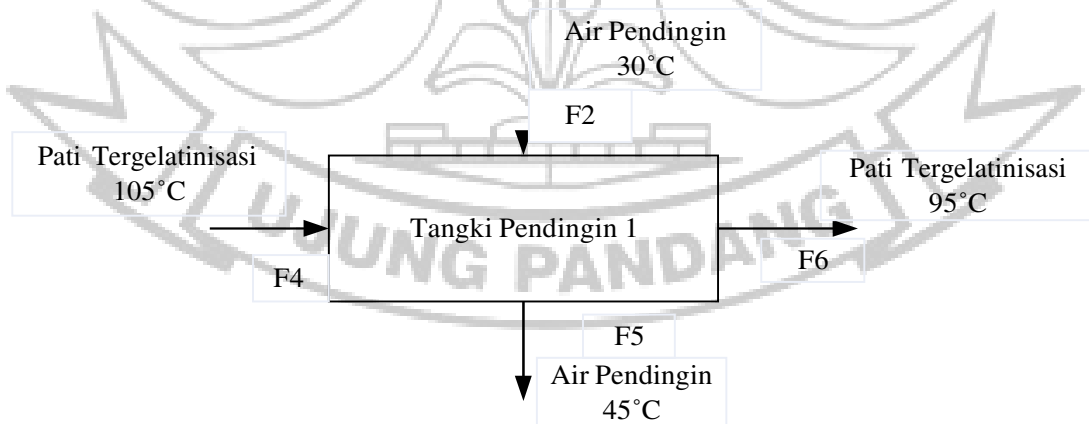 Air Pendingin
30˚C
F2
Pati Tergelatinisasi
105˚C
Pati Tergelatinisasi
95˚C
Tangki Pendingin 1
F4
F6
UJUNG PANDANG
F5
Air Pendingin
45˚C